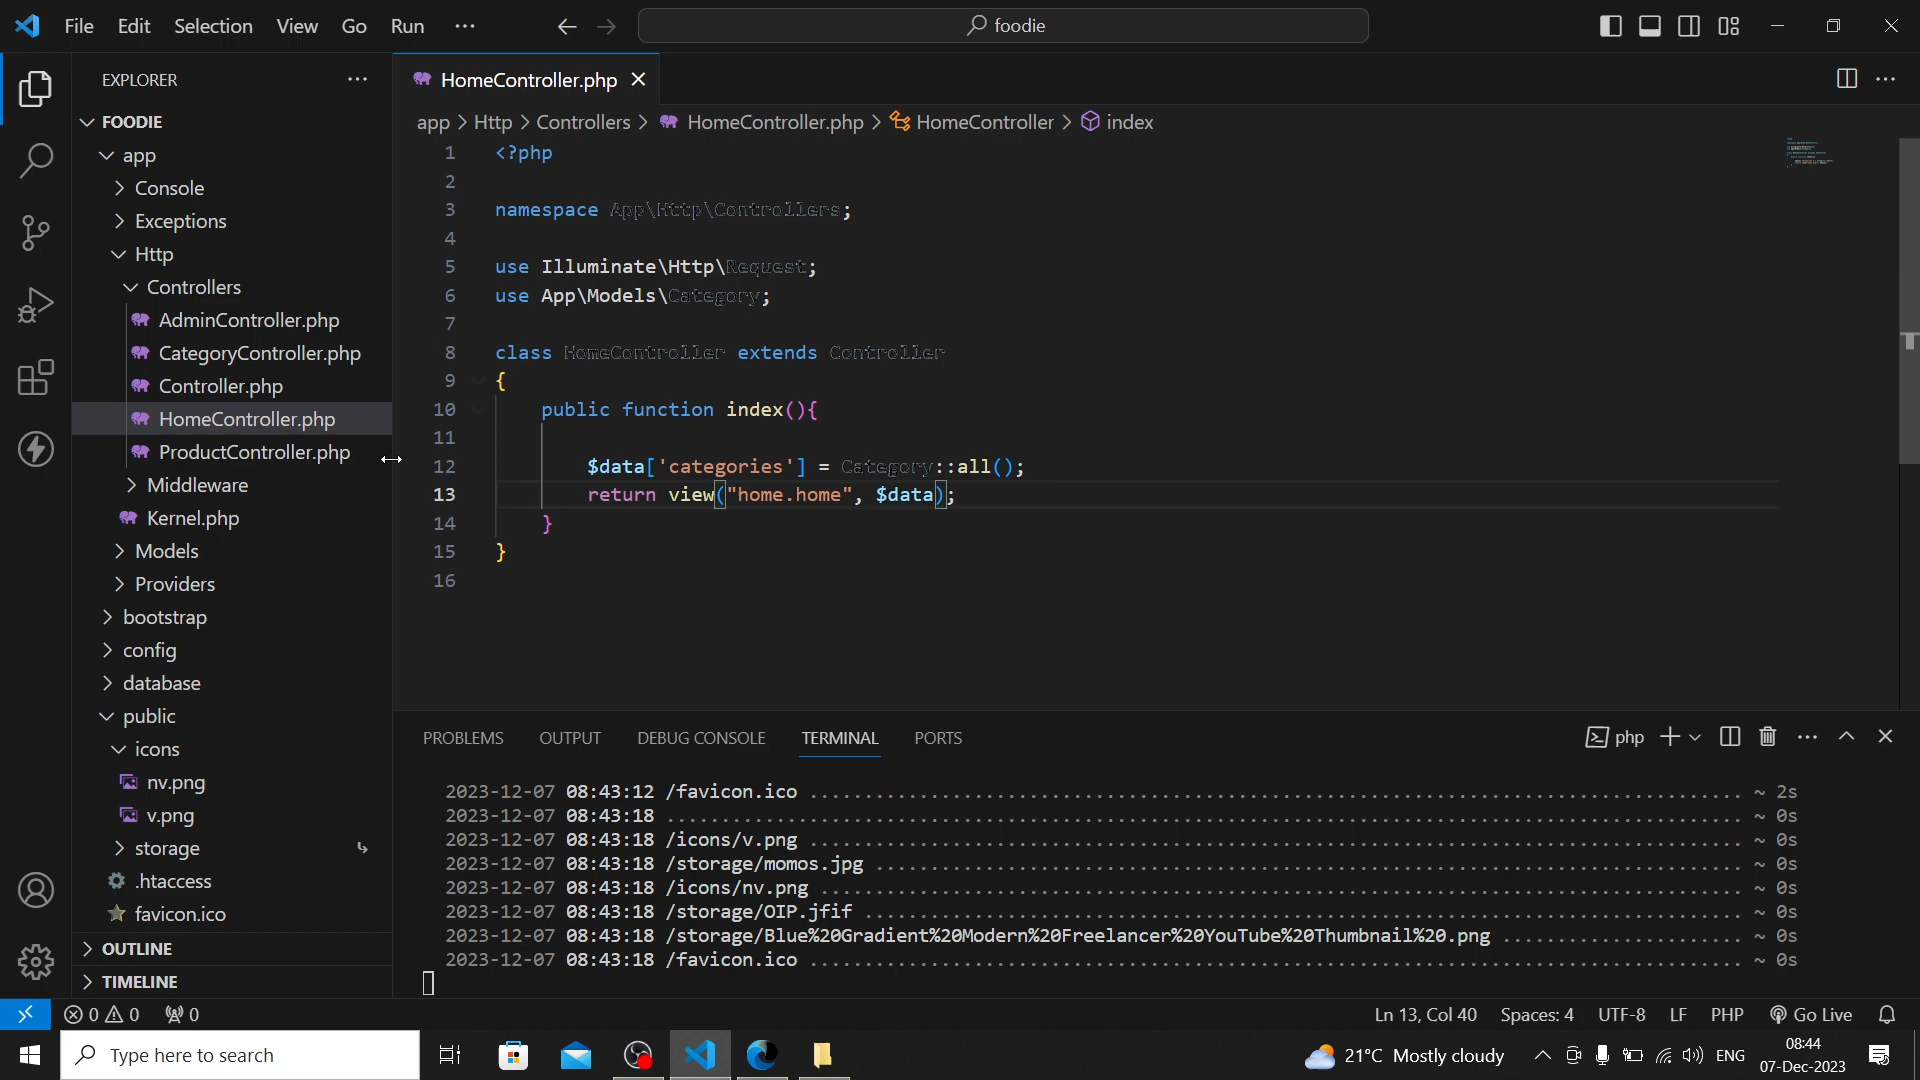 File Edit Selection View Go Run ··· foodie
EXPLORER ···
FOODIE
app
Console
Exceptions
Http
Controllers
AdminController.php
CategoryController.php
Controller.php
HomeController.php
ProductController.php
Middleware
Kernel.php
Models
Providers
bootstrap
config
database
public
icons
nv.png
v.png
storage
.htaccess
favicon.ico
OUTLINE
TIMELINE
HomeController.php
app > Http > Controllers > HomeController.php > HomeController > index
1 <?php
2
3 namespace App\Http\Controllers;
4
5 use Illuminate\Http\Request;
6 use App\Models\Category;
7
8 class HomeController extends Controller
9 {
10 public function index(){
11
12 $data['categories'] = Category::all();
13 return view("home.home", $data);
14 }
15 }
16
PROBLEMS OUTPUT DEBUG CONSOLE TERMINAL PORTS php
2023-12-07 08:43:12 /favicon.ico ........................................ ~ 2s
2023-12-07 08:43:18 ........................................ ~ 0s
2023-12-07 08:43:18 /icons/v.png ........................................ ~ 0s
2023-12-07 08:43:18 /storage/momos.jpg ........................................ ~ 0s
2023-12-07 08:43:18 /icons/nv.png ........................................ ~ 0s
2023-12-07 08:43:18 /storage/OIP.jfif ........................................ ~ 0s
2023-12-07 08:43:18 /storage/Blue%20Gradient%20Modern%20Freelancer%20YouTube%20Thumbnail%20.png .................... ~ 0s
2023-12-07 08:43:18 /favicon.ico ........................................ ~ 0s
0 0 0 Ln 13, Col 40 Spaces: 4 UTF-8 LF PHP Go Live
Type here to search 21°C Mostly cloudy ENG 08:44
07-Dec-2023